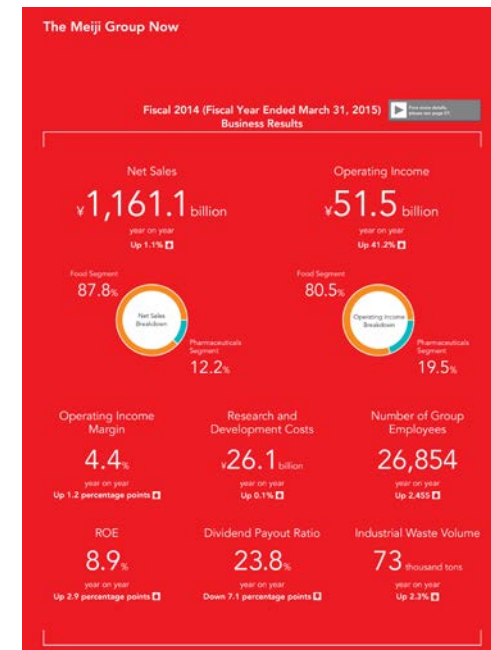 The Meiji Group Now
Fiscal 2014 (Fiscal Year Ended March 31, 2015)
Business Results
For more details,
please see page 01.
Net Sales
¥1,161.1 billion
year on year
Up 1.1%
Food Segment
87.8%
Net Sales
Breakdown
Pharmaceuticals
Segment
12.2%
Operating Income
¥51.5 billion
year on year
Up 41.2%
Food Segment
80.5%
Operating Income
Breakdown
Pharmaceuticals
Segment
19.5%
Operating Income
Margin
4.4%
year on year
Up 1.2 percentage points
Research and
Development Costs
¥26.1 billion
year on year
Up 0.1%
Number of Group
Employees
26,854
year on year
Up 2,455
ROE
8.9%
year on year
Up 2.9 percentage points
Dividend Payout Ratio
23.8%
year on year
Down 7.1 percentage points
Industrial Waste Volume
73 thousand tons
year on year
Up 2.3%